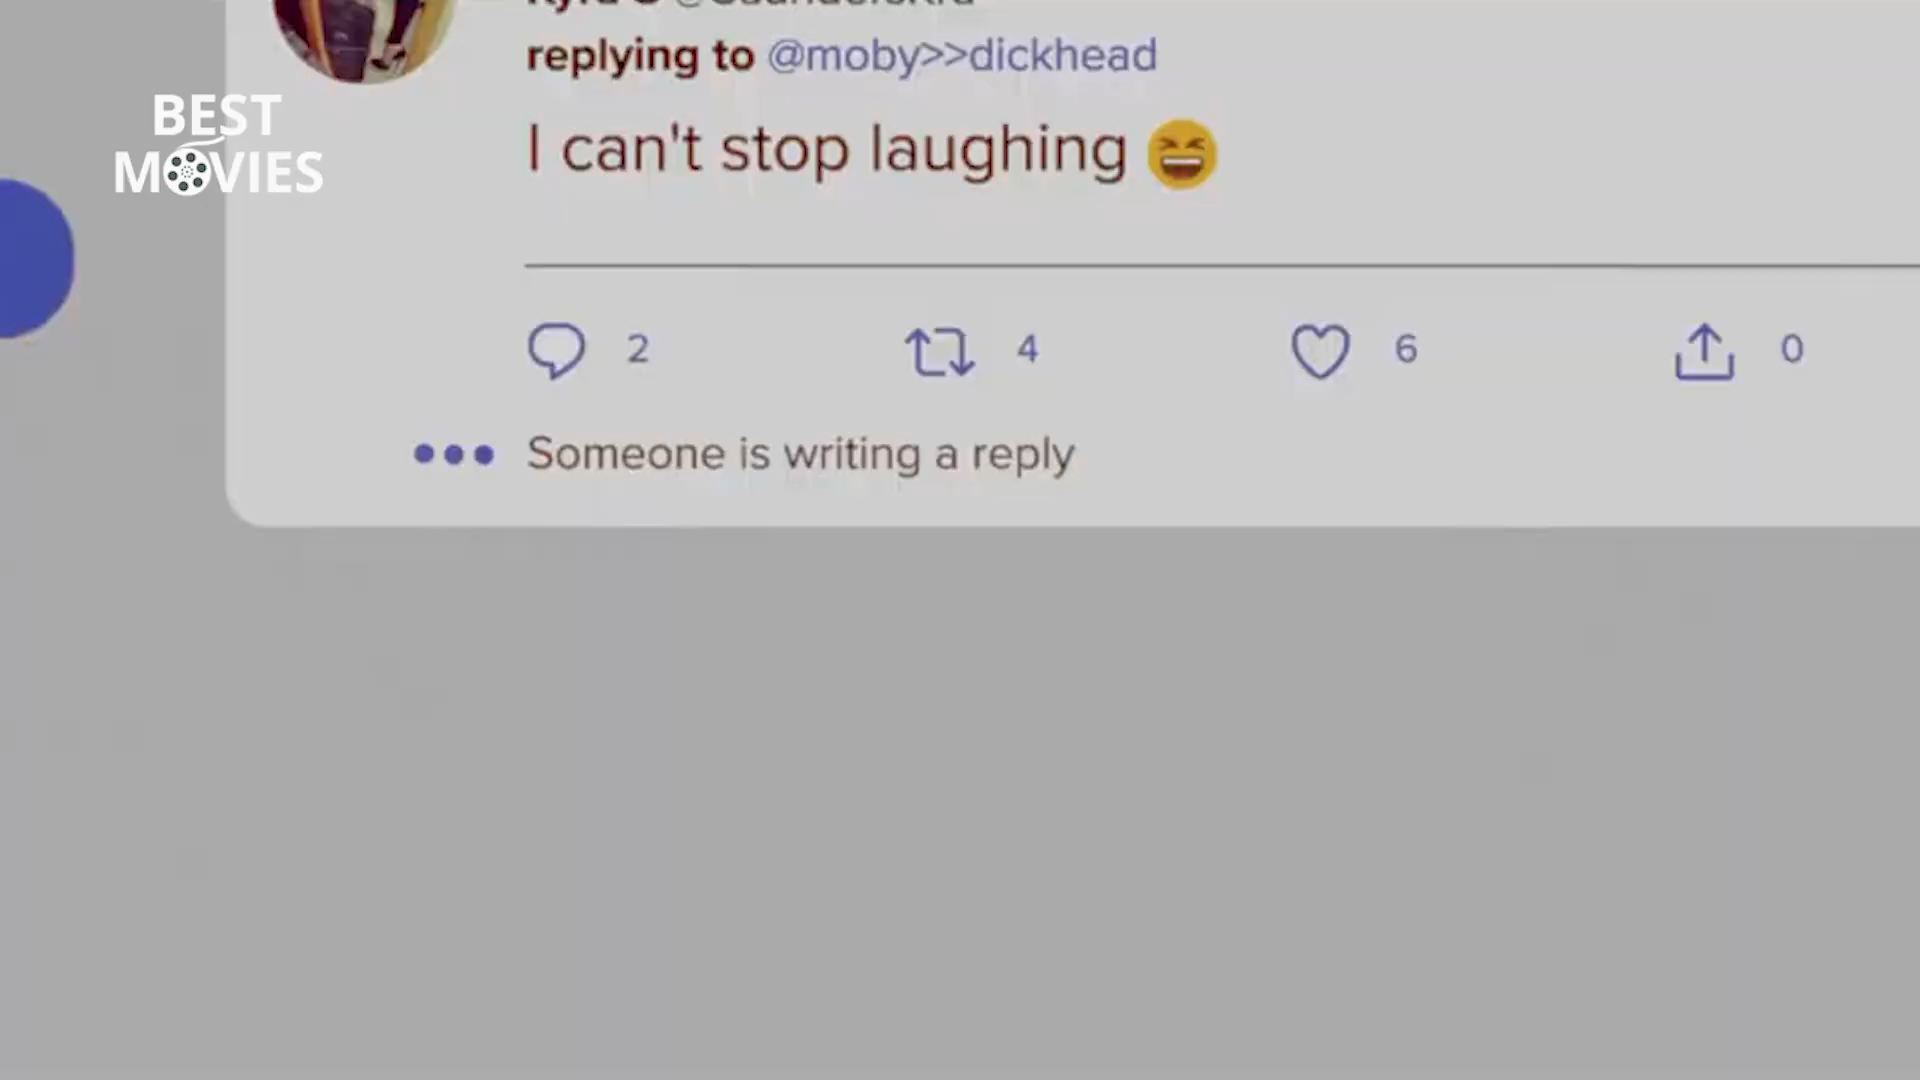 BEST
MOVIES
replying to @moby>>dickhead
I can't stop laughing 😆
2 4 6 0
Someone is writing a reply